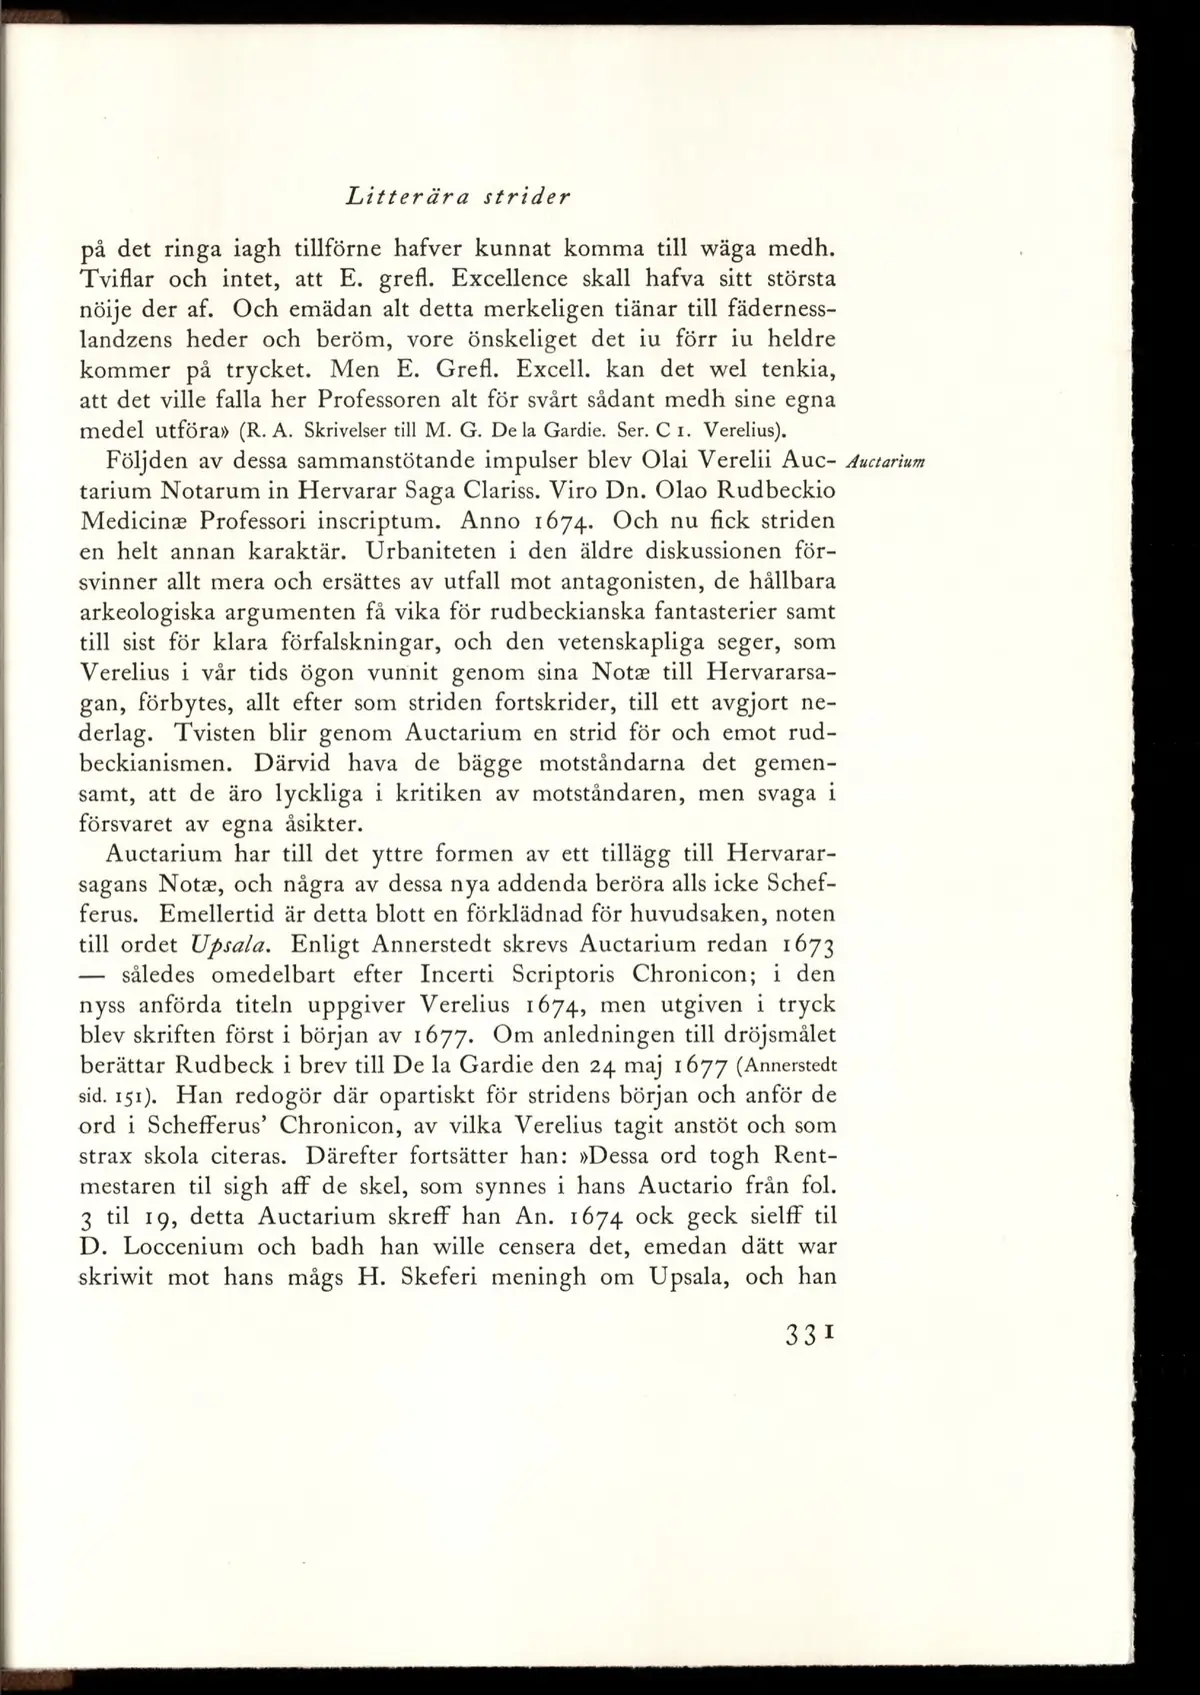 Litterära strider
på det ringa iagh tillförne hafver kunnat komma till wäga medh.
Tviflar och intet, att E. grefl. Excellence skall hafva sitt största
nöije der af. Och emädan alt detta merkeligen tiänar till fäderness-
landzens heder och beröm, vore önskeliget det iu förr iu heldre
kommer på trycket. Men E. Grefl. Excell. kan det wel tenkia,
att det ville falla her Professoren alt för svårt sådant medh sine egna
medel utföra» (R. A. Skrivelser till M. G. De la Gardie. Ser. C 1. Verelius).
Följden av dessa sammanstötande impulser blev Olai Verelii Auc- Auctarium
tarium Notarum in Hervarar Saga Clariss. Viro Dn. Olao Rudbeckio
Medicinæ Professori inscriptum. Anno 1674. Och nu fick striden
en helt annan karaktär. Urbaniteten i den äldre diskussionen för-
svinner allt mera och ersättes av utfall mot antagonisten, de hållbara
arkeologiska argumenten få vika för rudbeckianska fantasterier samt
till sist för klara förfalskningar, och den vetenskapliga seger, som
Verelius i vår tids ögon vunnit genom sina Notæ till Hervararsa-
gan, förbytes, allt efter som striden fortskrider, till ett avgjort ne-
derlag. Tvisten blir genom Auctarium en strid för och emot rud-
beckianismen. Därvid hava de bägge motståndarna det gemen-
samt, att de äro lyckliga i kritiken av motståndaren, men svaga i
försvaret av egna åsikter.
Auctarium har till det yttre formen av ett tillägg till Hervarar-
sagans Notæ, och några av dessa nya addenda beröra alls icke Schef-
ferus. Emellertid är detta blott en förklädnad för huvudsaken, noten
till ordet Upsala. Enligt Annerstedt skrevs Auctarium redan 1673
— således omedelbart efter Incerti Scriptoris Chronicon; i den
nyss anförda titeln uppgiver Verelius 1674, men utgiven i tryck
blev skriften först i början av 1677. Om anledningen till dröjsmålet
berättar Rudbeck i brev till De la Gardie den 24 maj 1677 (Annerstedt
sid. 151). Han redogör där opartiskt för stridens början och anför de
ord i Schefferus’ Chronicon, av vilka Verelius tagit anstöt och som
strax skola citeras. Därefter fortsätter han: »Dessa ord togh Rent-
mestaren til sigh aff de skel, som synnes i hans Auctario från fol.
3 til 19, detta Auctarium skreff han An. 1674 ock geck sielff til
D. Loccenium och badh han wille censera det, emedan dätt war
skriwit mot hans mågs H. Skeferi meningh om Upsala, och han
331